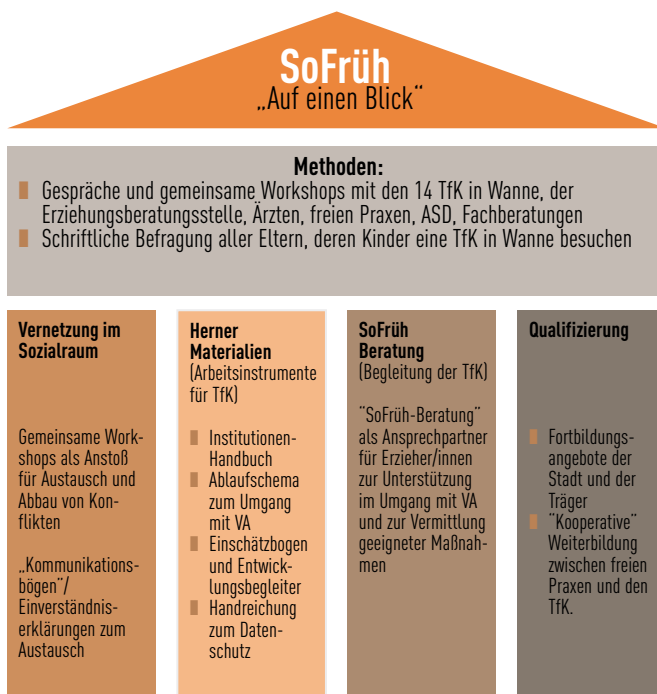 SoFrüh
„Auf einen Blick"
Methoden:
Gespräche und gemeinsame Workshops mit den 14 TfK in Wanne, der
Erziehungsberatungsstelle, Ärzten, freien Praxen, ASD, Fachberatungen
Schriftliche Befragung aller Eltern, deren Kinder eine TfK in Wanne besuchen
Vernetzung im
Sozialraum
Gemeinsame Work-
shops als Anstoß
für Austausch und
Abbau von Kon-
flikten
„Kommunikations-
bögen"/
Einverständnis-
erklärungen zum
Austausch
Herner
Materialien
(Arbeitsinstrumente
für TfK)
Institutionen-
Handbuch
Ablaufschema
zum Umgang
mit VA
Einschätzbogen
und Entwick-
lungsbegleiter
Handreichung
zum Daten-
schutz
SoFrüh
Beratung
(Begleitung der TfK)
"SoFrüh-Beratung"
als Ansprechpartner
für Erzieher/innen
zur Unterstützung
im Umgang mit VA
und zur Vermittlung
geeigneter Maßnah-
men
Qualifizierung
Fortbildungs-
angebote der
Stadt und der
Träger
"Kooperative"
Weiterbildung
zwischen freien
Praxen und den
TfK.